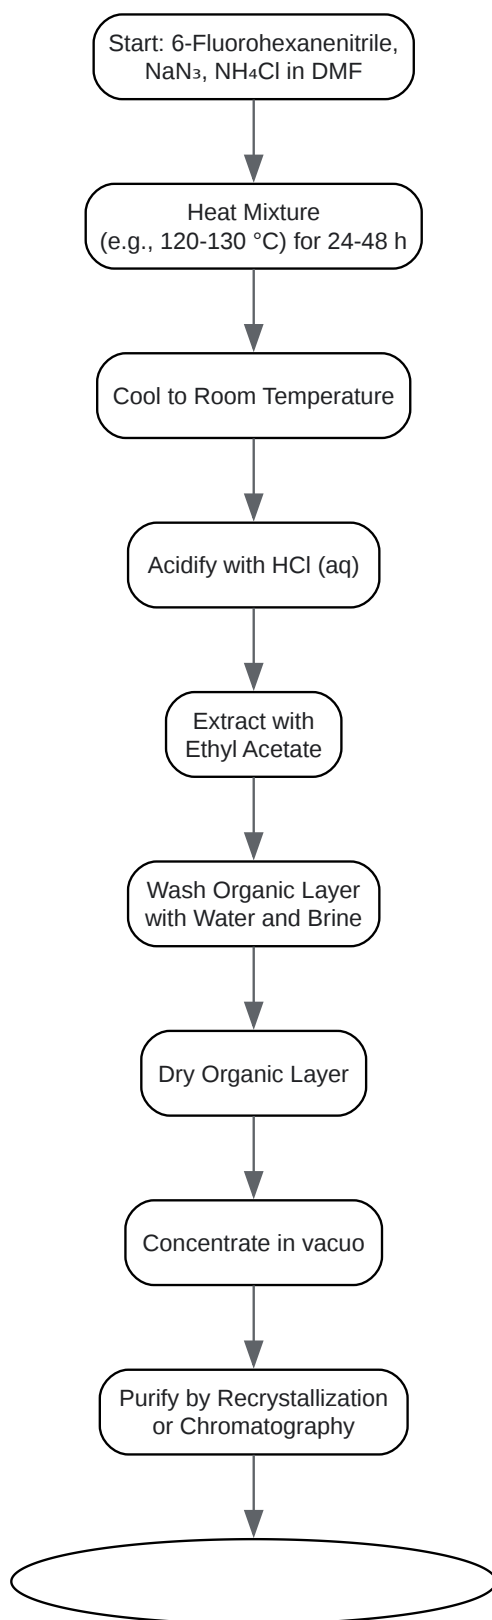 Start: 6-Fluorohexanenitrile,
NaN₃, NH₄Cl in DMF
Heat Mixture
(e.g., 120-130 °C) for 24-48 h
Cool to Room Temperature
Acidify with HCl (aq)
Extract with
Ethyl Acetate
Wash Organic Layer
with Water and Brine
Dry Organic Layer
Concentrate in vacuo
Purify by Recrystallization
or Chromatography